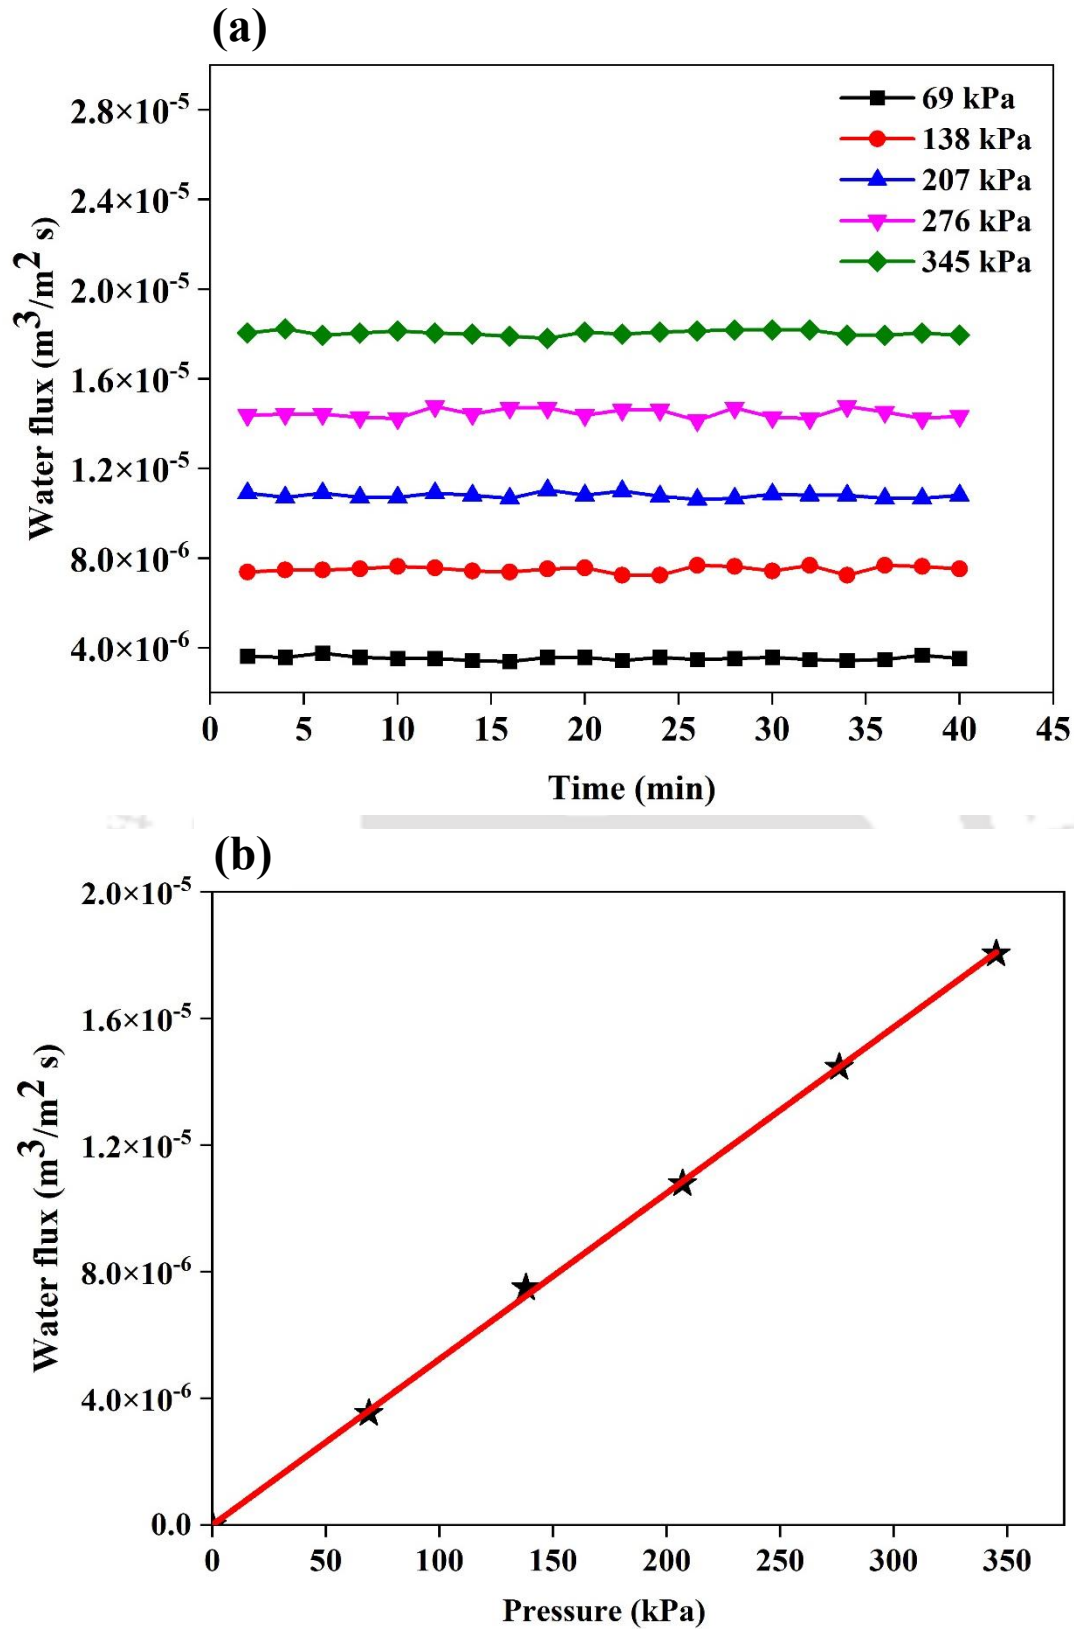 (a)
69 kPa
138 kPa
207 kPa
276 kPa
345 kPa
2.8×10⁻⁵
2.4×10⁻⁵
2.0×10⁻⁵
1.6×10⁻⁵
1.2×10⁻⁵
8.0×10⁻⁶
4.0×10⁻⁶
Water flux (m³/m² s)
0 5 10 15 20 25 30 35 40 45
Time (min)
(b)
2.0×10⁻⁵
1.6×10⁻⁵
1.2×10⁻⁵
8.0×10⁻⁶
4.0×10⁻⁶
0.0
Water flux (m³/m² s)
0 50 100 150 200 250 300 350
Pressure (kPa)